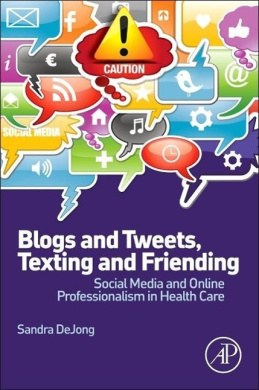 !
CAUTION
i
€
f
@
SOCIAL MEDIA
Blogs and Tweets,
Texting and Friending
Social Media and Online
Professionalism in Health Care
Sandra DeJong
AP